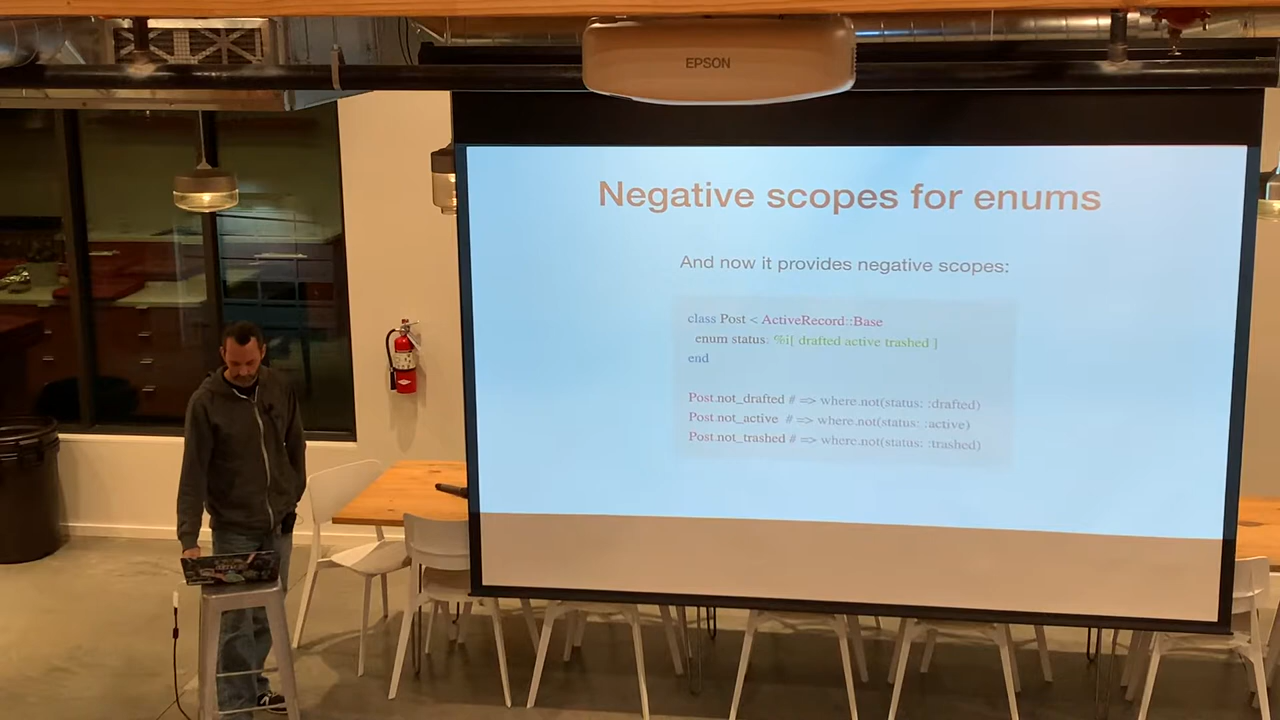 EPSON
Negative scopes for enums
And now it provides negative scopes:
class Post < ActiveRecord::Base
enum status: %i[ drafted active trashed ]
end
Post.not_drafted # => where.not(status: :drafted)
Post.not_active # => where.not(status: :active)
Post.not_trashed # => where.not(status: :trashed)